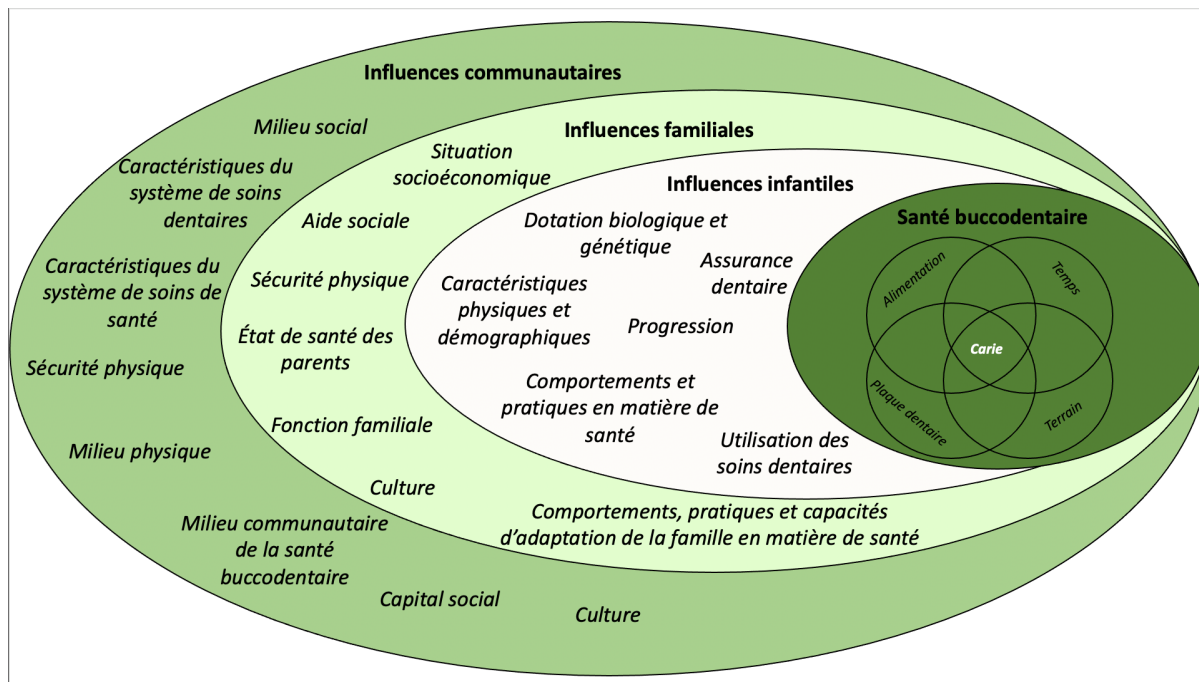 Influences communautaires
Milieu social
Caractéristiques du
système de soins
dentaires
Caractéristiques du
système de soins de
santé
Sécurité physique
Milieu physique
Milieu communautaire
de la santé
buccodentaire
Capital social
Culture
Influences familiales
Situation
socioéconomique
Aide sociale
Sécurité physique
État de santé des
parents
Fonction familiale
Culture
Comportements, pratiques et capacités
d’adaptation de la famille en matière de santé
Influences infantiles
Dotation biologique et
génétique
Assurance
dentaire
Caractéristiques
physiques et
démographiques
Progression
Comportements et
pratiques en matière de
santé
Utilisation des
soins dentaires
Santé buccodentaire
Alimentation
Temps
Carie
Plaque dentaire
Terrain